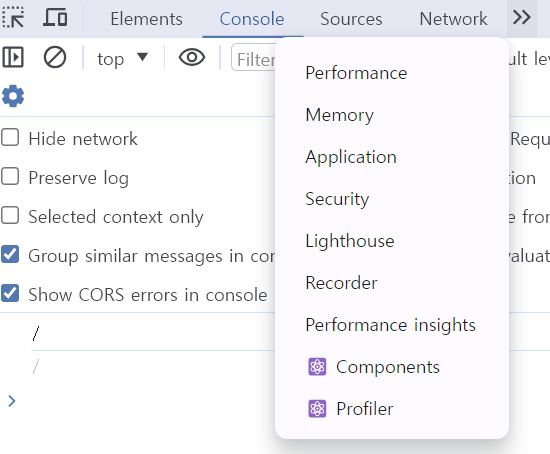 Elements Console Sources Network
top Filter ult lev
Performance
Memory
Hide network Requ
Application
Preserve log tion
Security
Selected context only e from
Lighthouse
Group similar messages in con valuat
Recorder
Show CORS errors in console
Performance insights
/
Components
/
Profiler